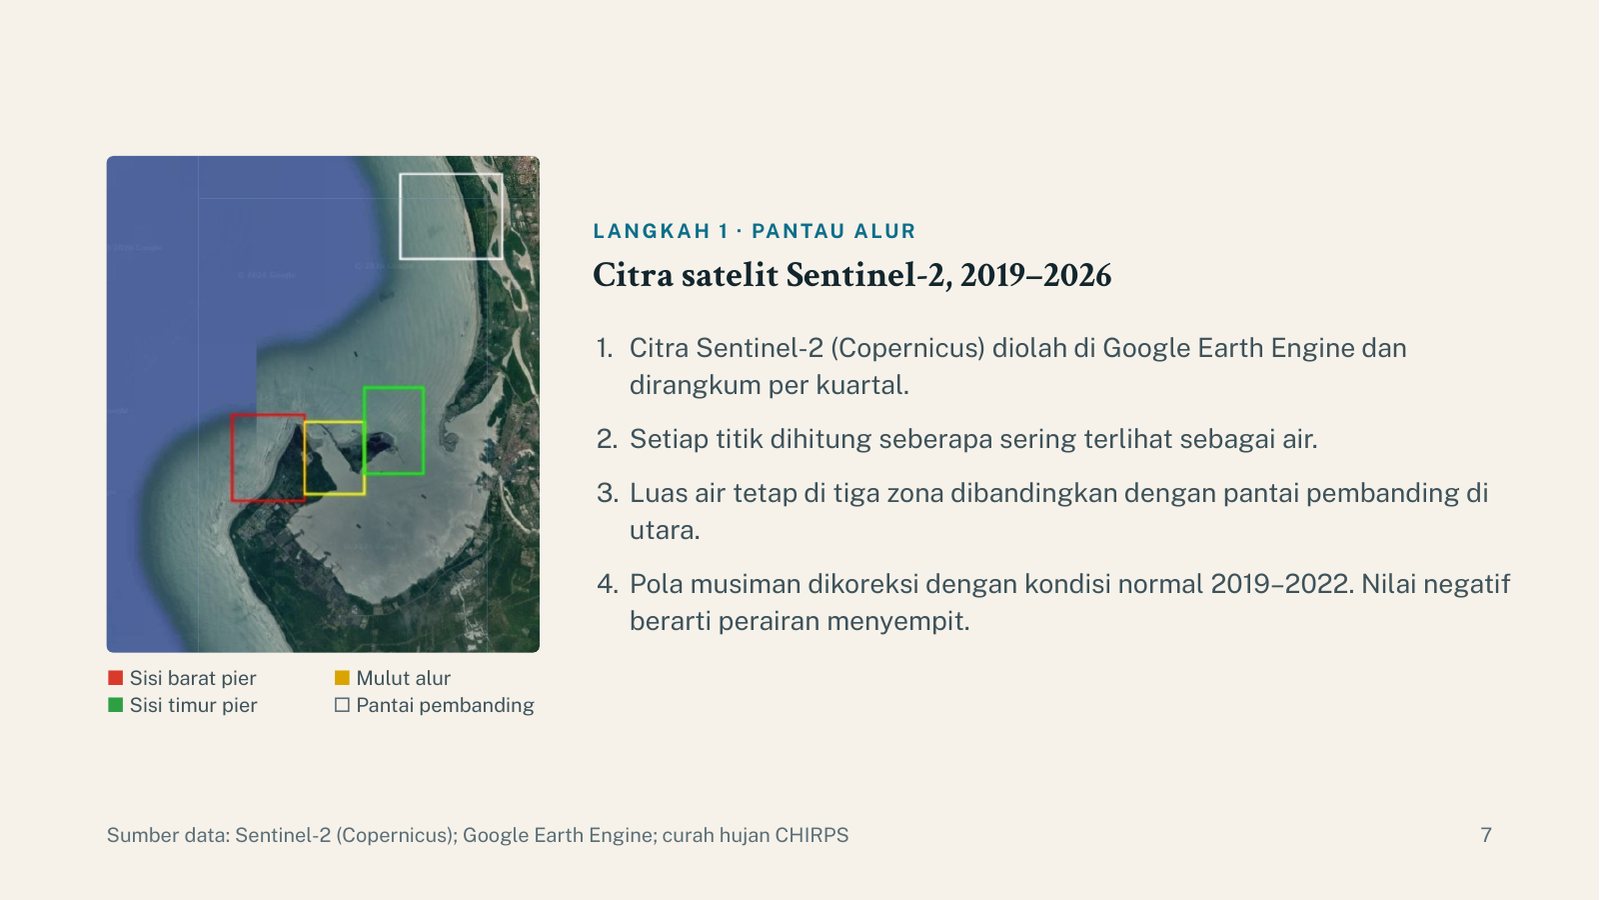 LANGKAH 1 · PANTAU ALUR
Citra satelit Sentinel-2, 2019–2026
1. Citra Sentinel-2 (Copernicus) diolah di Google Earth Engine dan
dirangkum per kuartal.
2. Setiap titik dihitung seberapa sering terlihat sebagai air.
3. Luas air tetap di tiga zona dibandingkan dengan pantai pembanding di
utara.
4. Pola musiman dikoreksi dengan kondisi normal 2019–2022. Nilai negatif
berarti perairan menyempit.
Sisi barat pier
Mulut alur
Sisi timur pier
Pantai pembanding
Sumber data: Sentinel-2 (Copernicus); Google Earth Engine; curah hujan CHIRPS
7